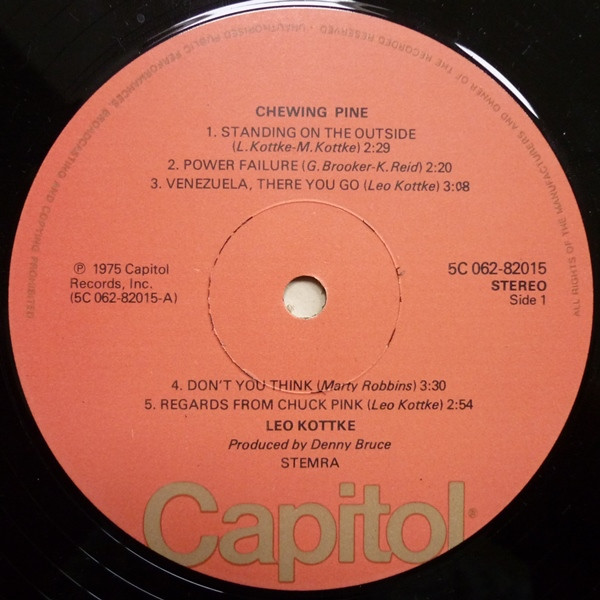 UNAUTHORISED PUBLIC PERFORMANCES, BROADCASTING AND COPYING PROHIBITED
ALL RIGHTS OF THE MANUFACTURERS AND OWNER OF THE RECORDED RESERVED
CHEWING PINE
1. STANDING ON THE OUTSIDE
(L.Kottke-M.Kottke) 2:29
2. POWER FAILURE (G.Brooker-K.Reid) 2:20
3. VENEZUELA, THERE YOU GO (Leo Kottke) 3:08
℗ 1975 Capitol
Records, Inc.
(5C 062-82015-A)
5C 062-82015
STEREO
Side 1
4. DON'T YOU THINK (Marty Robbins) 3:30
5. REGARDS FROM CHUCK PINK (Leo Kottke) 2:54
LEO KOTTKE
Produced by Denny Bruce
STEMRA
Capitol®